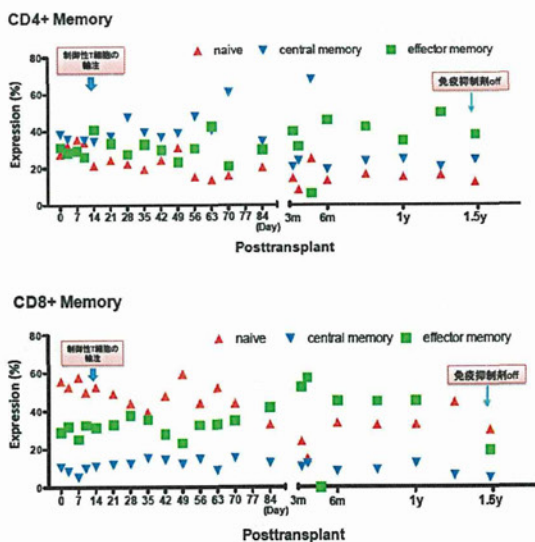 CD4+ Memory
制御性T細胞の
輸注
naive
central memory
effector memory
免疫抑制剤off
Expression (%)
80
60
40
20
0
0 7 14 21 28 35 42 49 56 63 70 77 84
(Day)
3m 6m 1y 1.5y
Posttransplant
CD8+ Memory
制御性T細胞の
輸注
naive
central memory
effector memory
免疫抑制剤off
Expression (%)
80
60
40
20
0
0 7 14 21 28 35 42 49 56 63 70 77 84
(Day)
3m 6m 1y 1.5y
Posttransplant